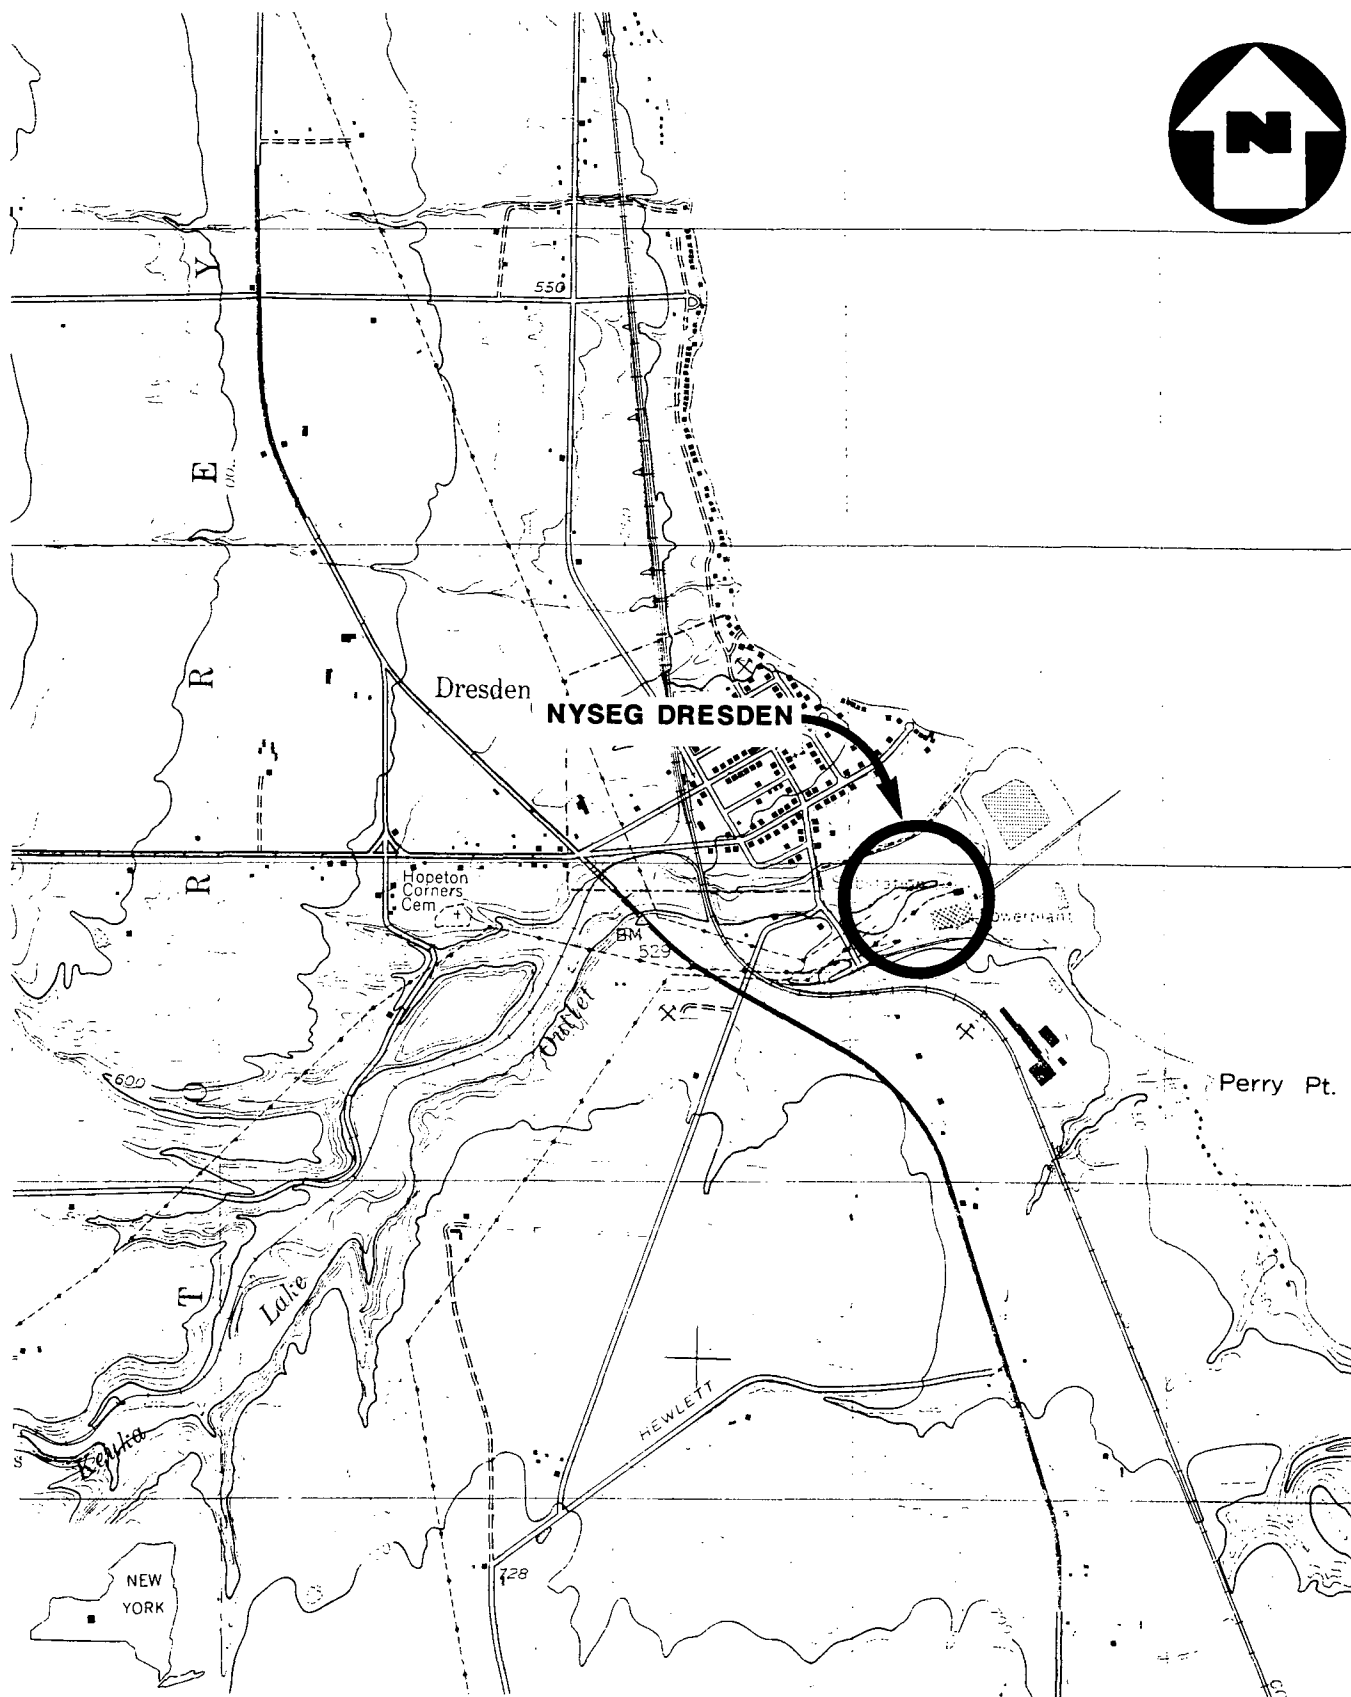 N
Y
550
E
R
Dresden
NYSEG DRESDEN
R
Hopeton
Corners
Cem
BM
529
Outlet
600
O
Perry Pt.
T
Lake
HEWLETT
Keuka
728
NEW
YORK